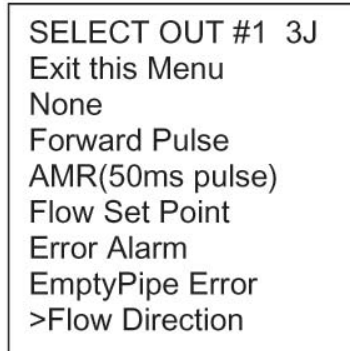 SELECT OUT #1 3J
Exit this Menu
None
Forward Pulse
AMR(50ms pulse)
Flow Set Point
Error Alarm
EmptyPipe Error
>Flow Direction